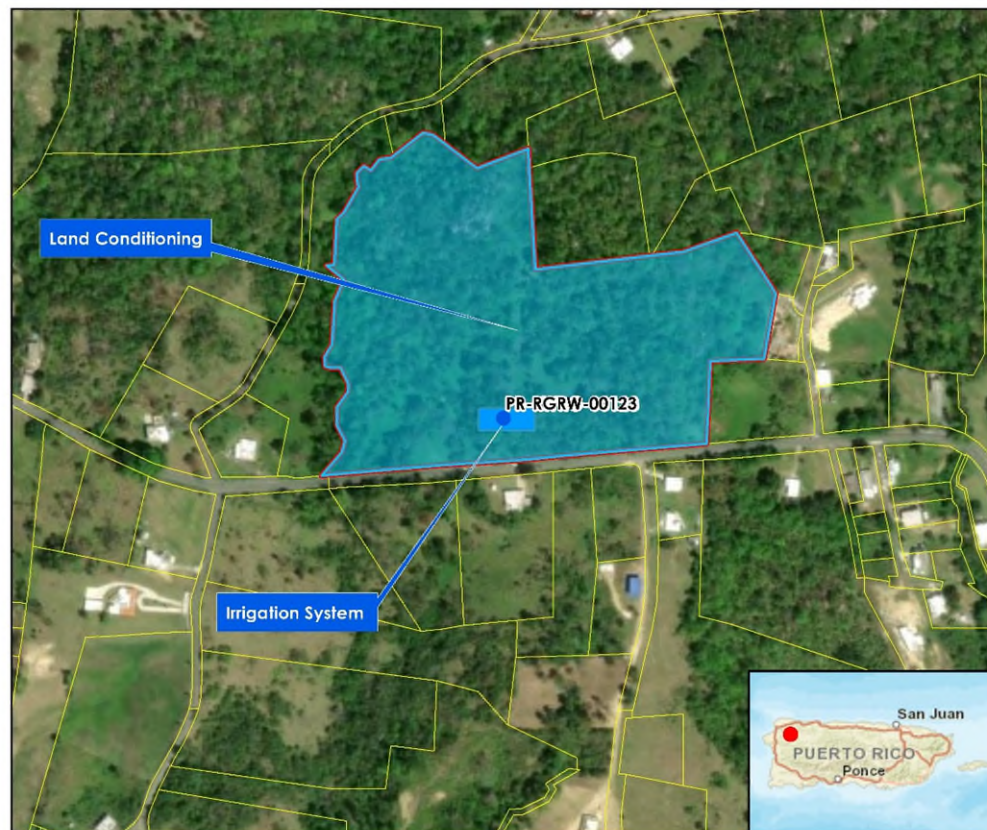 Land Conditioning
PR-RGRW-00123
Irrigation System
San Juan
PUERTO RICO
Ponce